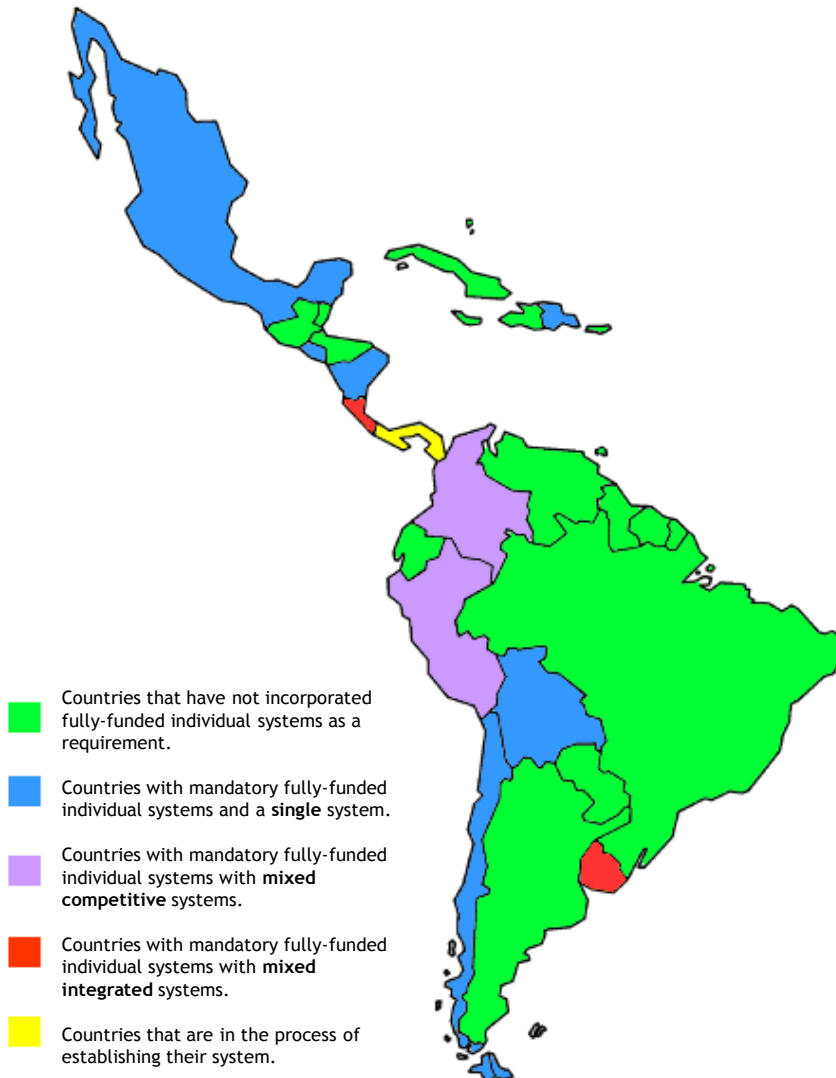 Countries that have not incorporated
fully-funded individual systems as a
requirement.
Countries with mandatory fully-funded
individual systems and a single system.
Countries with mandatory fully-funded
individual systems with mixed
competitive systems.
Countries with mandatory fully-funded
individual systems with mixed
integrated systems.
Countries that are in the process of
establishing their system.